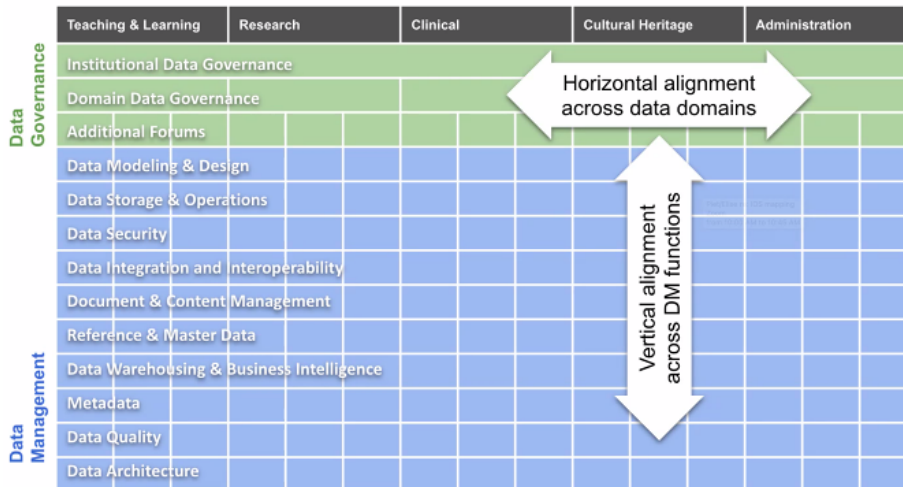 Teaching & Learning
Research
Clinical
Cultural Heritage
Administration
Data
Governance
Institutional Data Governance
Domain Data Governance
Additional Forums
Horizontal alignment
across data domains
Data
Management
Data Modeling & Design
Data Storage & Operations
Data Security
Data Integration and Interoperability
Document & Content Management
Reference & Master Data
Data Warehousing & Business Intelligence
Metadata
Data Quality
Data Architecture
Vertical alignment
across DM functions